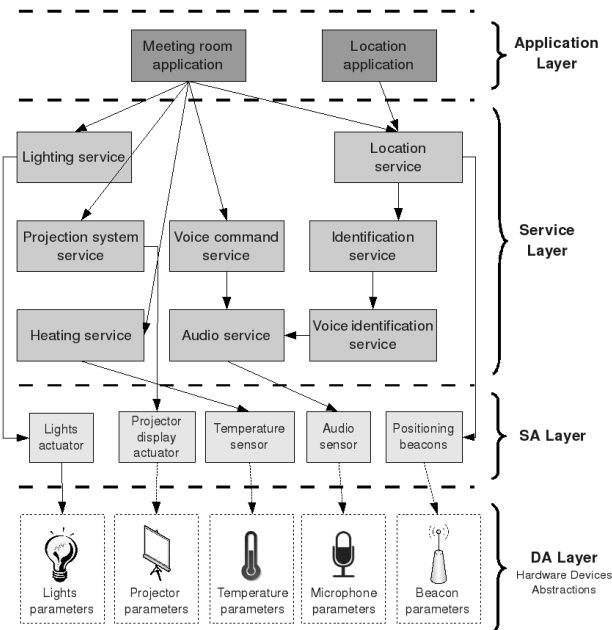 Meeting room
application
Location
application
Application
Layer
Lighting service
Location
service
Projection system
service
Voice command
service
Identification
service
Service
Layer
Heating service
Audio service
Voice identification
service
Lights
actuator
Projector
display
actuator
Temperature
sensor
Audio
sensor
Positioning
beacons
SA Layer
Lights
parameters
Projector
parameters
Temperature
parameters
Microphone
parameters
Beacon
parameters
DA Layer
Hardware Devices
Abstractions